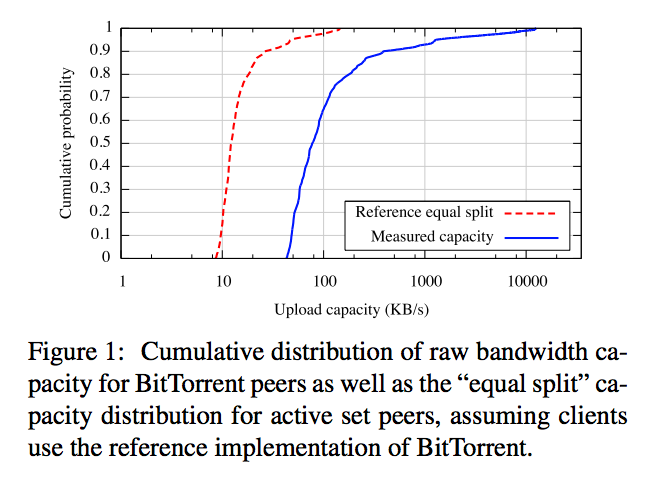 1
0.9
0.8
0.7
0.6
0.5
0.4
0.3
0.2
0.1
0
Cumulative probability
Reference equal split
Measured capacity
1 10 100 1000 10000
Upload capacity (KB/s)
Figure 1: Cumulative distribution of raw bandwidth ca-
pacity for BitTorrent peers as well as the “equal split” ca-
pacity distribution for active set peers, assuming clients
use the reference implementation of BitTorrent.